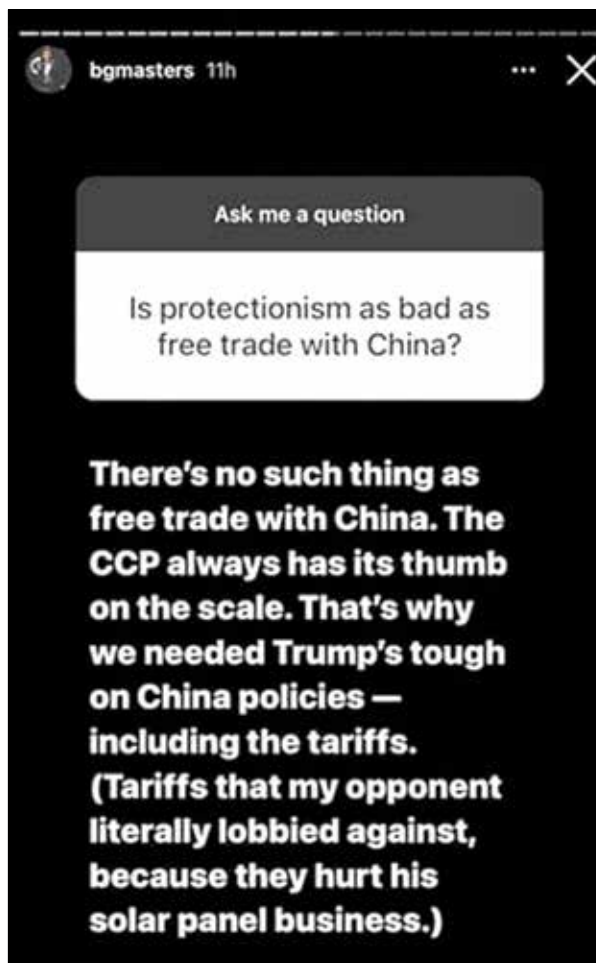 bgmasters 11h
Ask me a question
Is protectionism as bad as
free trade with China?
There's no such thing as
free trade with China. The
CCP always has its thumb
on the scale. That's why
we needed Trump's tough
on China policies —
including the tariffs.
(Tariffs that my opponent
literally lobbied against,
because they hurt his
solar panel business.)